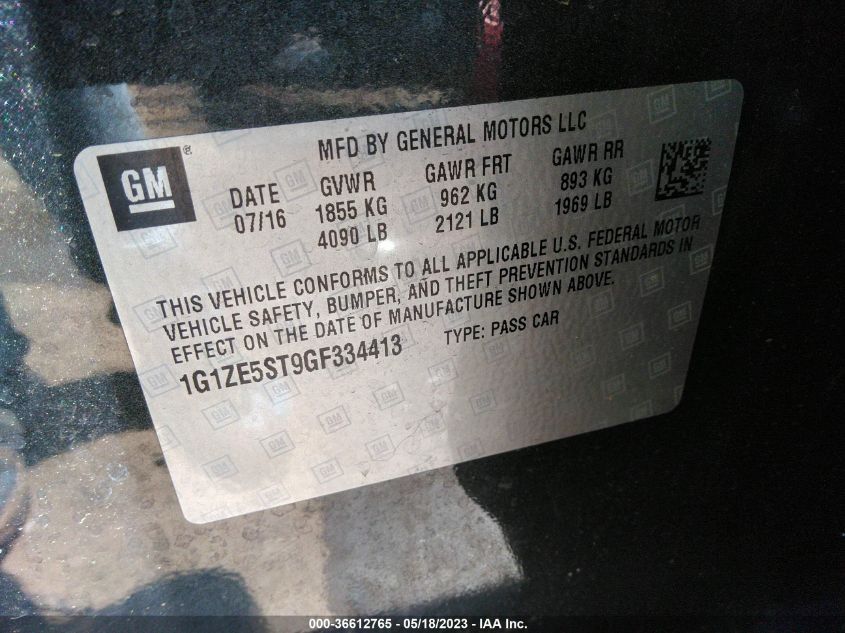 MFD BY GENERAL MOTORS LLC
GM®
DATE GVWR GAWR FRT GAWR RR
07/16 1855 KG 962 KG 893 KG
4090 LB 2121 LB 1969 LB
THIS VEHICLE CONFORMS TO ALL APPLICABLE U.S. FEDERAL MOTOR
VEHICLE SAFETY, BUMPER, AND THEFT PREVENTION STANDARDS IN
EFFECT ON THE DATE OF MANUFACTURE SHOWN ABOVE.
1G1ZE5ST9GF334413 TYPE: PASS CAR
000-36612765 - 05/18/2023 - IAA Inc.